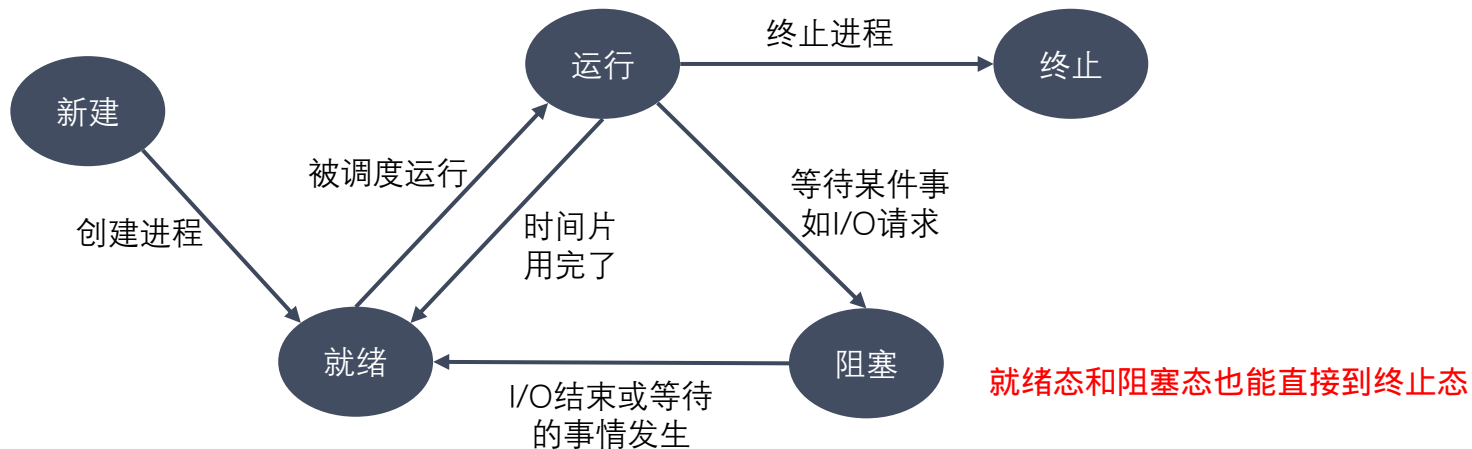 终止进程
运行
终止
新建
被调度运行
等待某件事
如I/O请求
创建进程
时间片
用完了
就绪
阻塞
就绪态和阻塞态也能直接到终止态
I/O结束或等待
的事情发生